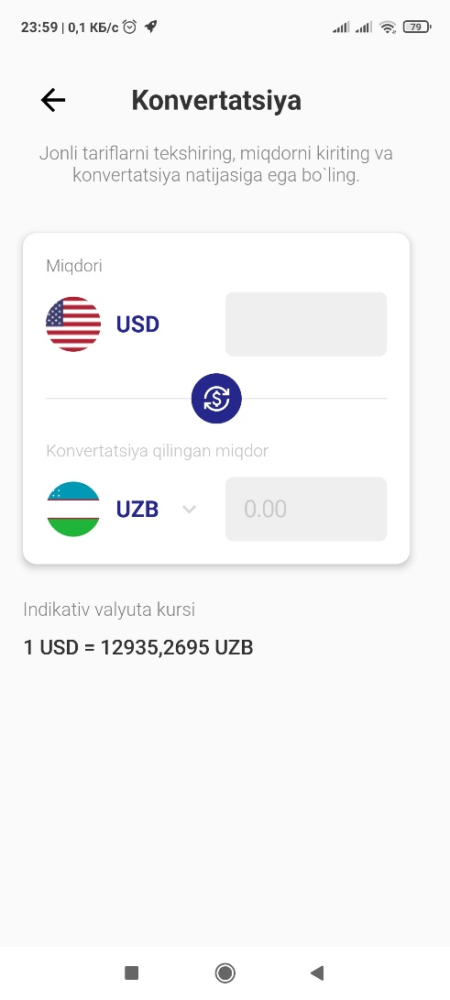 23:59 | 0,1 КБ/с
79
Konvertatsiya
Jonli tariflarni tekshiring, miqdorni kiriting va
konvertatsiya natijasiga ega bo`ling.
Miqdori
USD
Konvertatsiya qilingan miqdor
UZB
0.00
Indikativ valyuta kursi
1 USD = 12935,2695 UZB